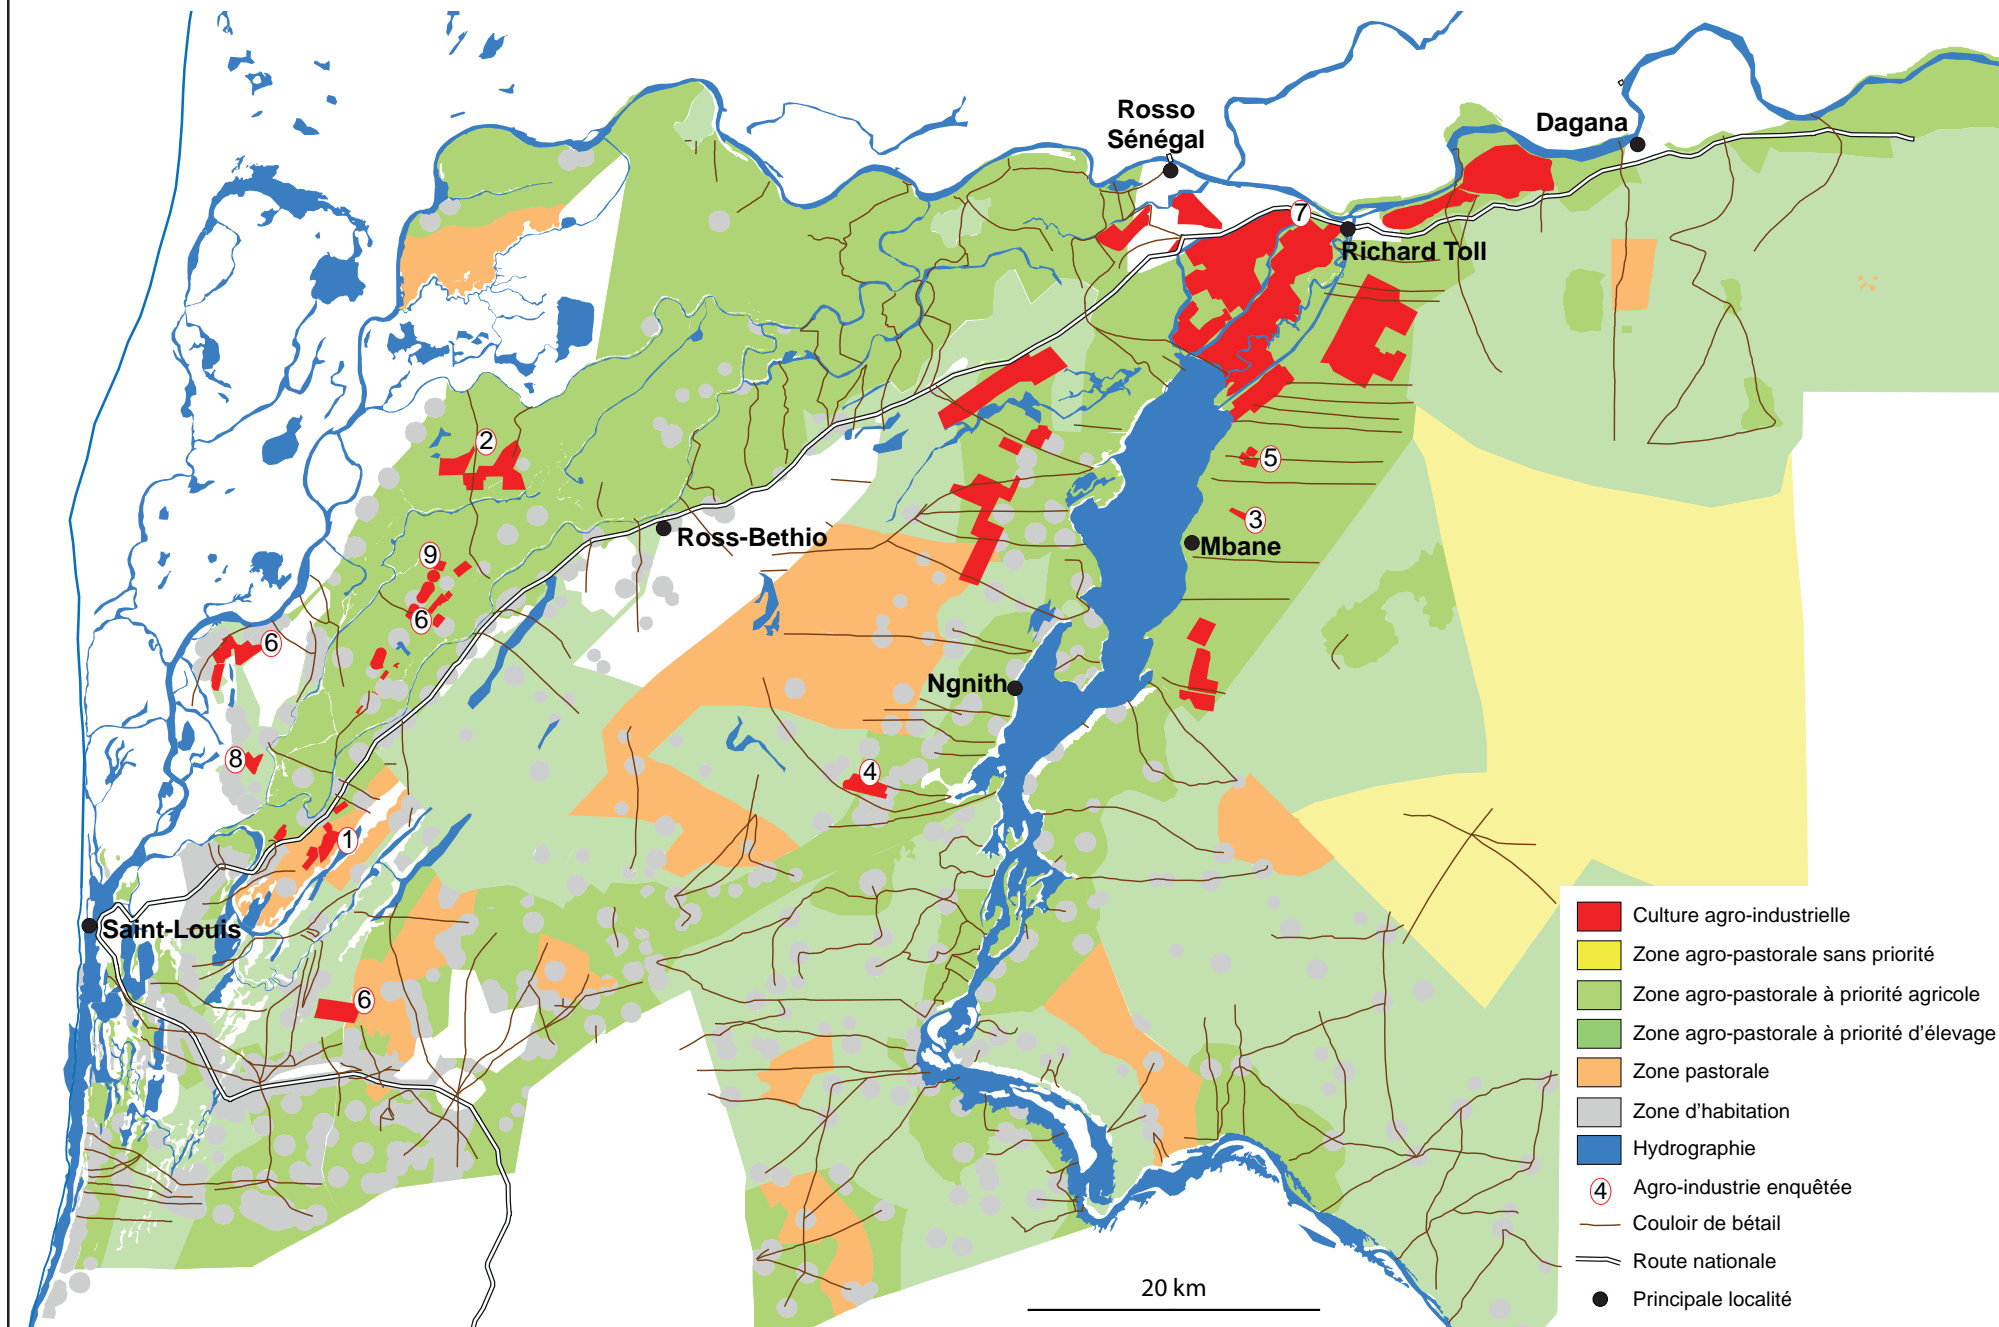 Rosso
Sénégal
Dagana
7
Richard Toll
2
5
3
Ross-Bethio
Mbane
9
6
6
Ngnith
8
4
1
Saint-Louis
6
Culture agro-industrielle
Zone agro-pastorale sans priorité
Zone agro-pastorale à priorité agricole
Zone agro-pastorale à priorité d'élevage
Zone pastorale
Zone d'habitation
Hydrographie
4 Agro-industrie enquêtée
Couloir de bétail
Route nationale
Principale localité
20 km